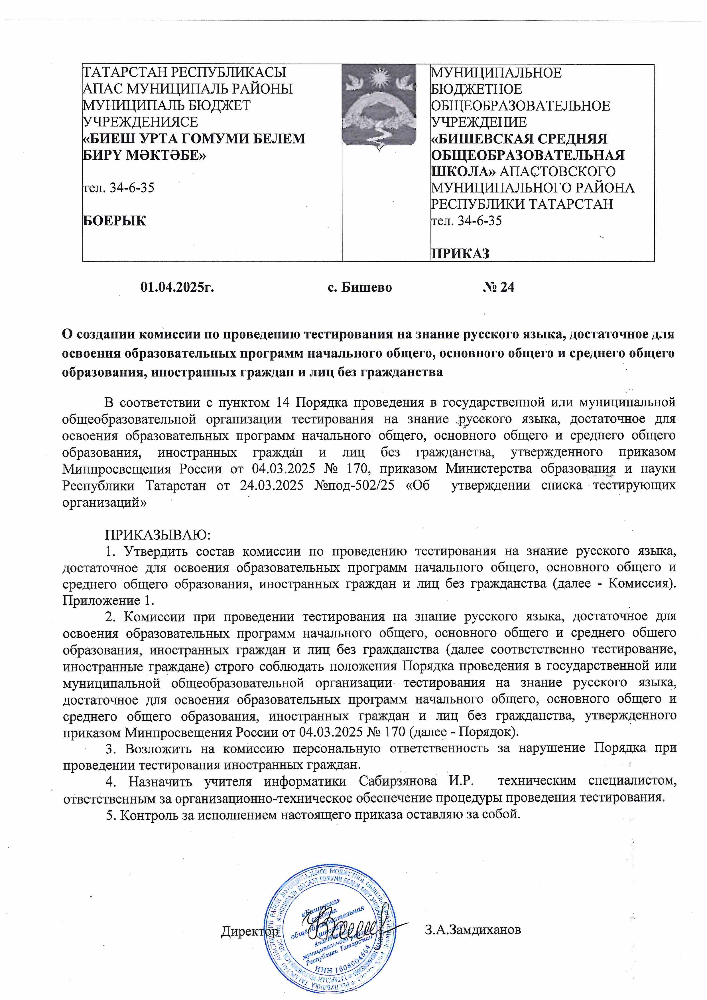 ТАТАРСТАН РЕСПУБЛИКАСЫ
АПАС МУНИЦИПАЛЬ РАЙОНЫ
МУНИЦИПАЛЬ БЮДЖЕТ
УЧРЕЖДЕНИЯСЕ
«БИЕШ УРТА ГОМУМИ БЕЛЕМ
БИРҮ МӘКТӘБЕ»
тел. 34-6-35
БОЕРЫК
МУНИЦИПАЛЬНОЕ
БЮДЖЕТНОЕ
ОБЩЕОБРАЗОВАТЕЛЬНОЕ
УЧРЕЖДЕНИЕ
«БИШЕВСКАЯ СРЕДНЯЯ
ОБЩЕОБРАЗОВАТЕЛЬНАЯ
ШКОЛА» АПАСТОВСКОГО
МУНИЦИПАЛЬНОГО РАЙОНА
РЕСПУБЛИКИ ТАТАРСТАН
тел. 34-6-35
ПРИКАЗ
01.04.2025г. с. Бишево № 24
О создании комиссии по проведению тестирования на знание русского языка, достаточное для
освоения образовательных программ начального общего, основного общего и среднего общего
образования, иностранных граждан и лиц без гражданства
В соответствии с пунктом 14 Порядка проведения в государственной или муниципальной
общеобразовательной организации тестирования на знание русского языка, достаточное для
освоения образовательных программ начального общего, основного общего и среднего общего
образования, иностранных граждан и лиц без гражданства, утвержденного приказом
Минпросвещения России от 04.03.2025 № 170, приказом Министерства образования и науки
Республики Татарстан от 24.03.2025 №под-502/25 «Об утверждении списка тестирующих
организаций»
ПРИКАЗЫВАЮ:
1. Утвердить состав комиссии по проведению тестирования на знание русского языка,
достаточное для освоения образовательных программ начального общего, основного общего и
среднего общего образования, иностранных граждан и лиц без гражданства (далее - Комиссия).
Приложение 1.
2. Комиссии при проведении тестирования на знание русского языка, достаточное для
освоения образовательных программ начального общего, основного общего и среднего общего
образования, иностранных граждан и лиц без гражданства (далее соответственно тестирование,
иностранные граждане) строго соблюдать положения Порядка проведения в государственной или
муниципальной общеобразовательной организации тестирования на знание русского языка,
достаточное для освоения образовательных программ начального общего, основного общего и
среднего общего образования, иностранных граждан и лиц без гражданства, утвержденного
приказом Минпросвещения России от 04.03.2025 № 170 (далее - Порядок).
3. Возложить на комиссию персональную ответственность за нарушение Порядка при
проведении тестирования иностранных граждан.
4. Назначить учителя информатики Сабирзянова И.Р. техническим специалистом,
ответственным за организационно-техническое обеспечение процедуры проведения тестирования.
5. Контроль за исполнением настоящего приказа оставляю за собой.
Директор З.А.Замдиханов
«Бишевская
средняя
общеобразовательная
школа»
Апастовского
муниципального района
Республики Татарстан
ИНН 1608004554